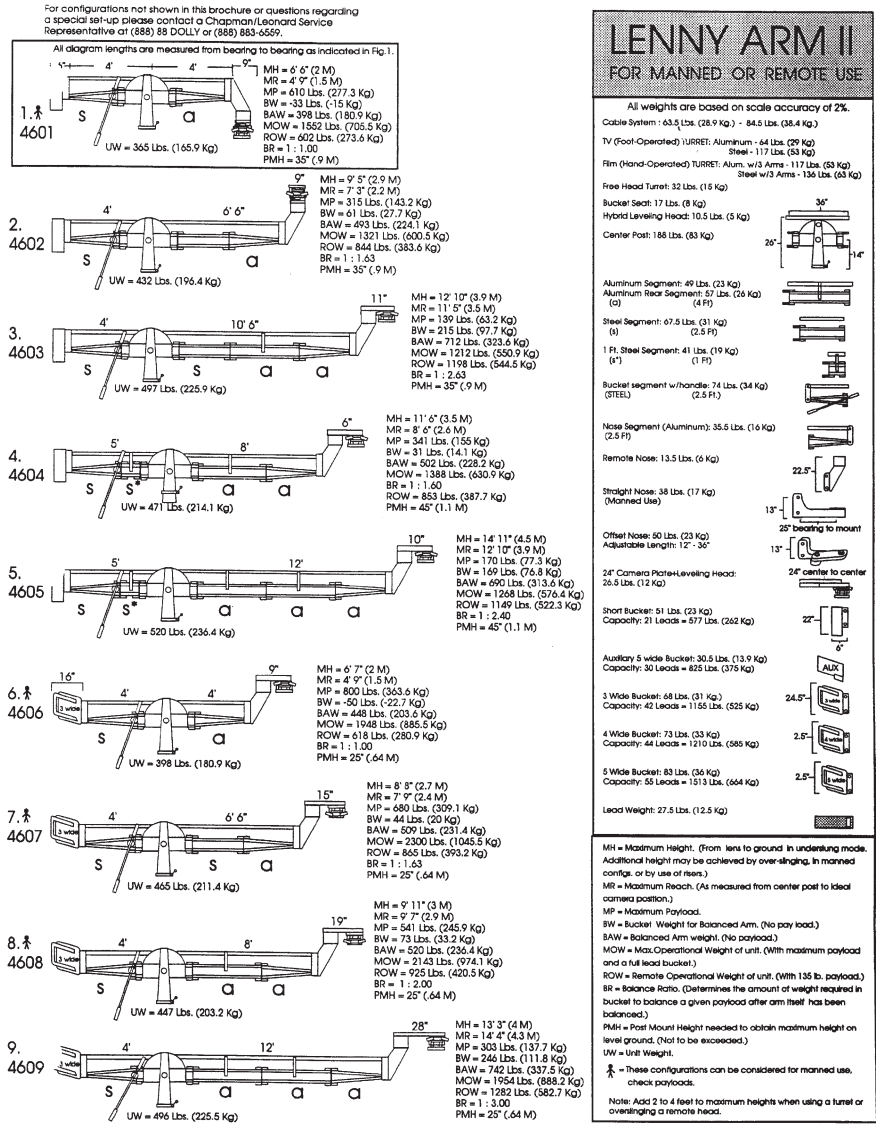 For configurations not shown in this brochure or questions regarding
a special set-up please contact a Chapman/Leonard Service
Representative at (888) 88 DOLLY or (888) 883-6559.
All diagram lengths are measured from bearing to bearing as indicated in Fig.1.
4'
4'
9"
1.
4601
S
a
UW = 365 Lbs. (165.9 Kg)
MH = 6' 6" (2 M)
MR = 4' 9" (1.5 M)
MP = 610 Lbs. (277.3 Kg)
BW = -33 Lbs. (-15 Kg)
BAW = 398 Lbs. (180.9 Kg)
MOW = 1552 Lbs. (705.5 Kg)
ROW = 602 Lbs. (273.6 Kg)
BR = 1 : 1.00
PMH = 35" (.9 M)
2.
4602
4'
6' 6"
9"
S
a
UW = 432 Lbs. (196.4 Kg)
MH = 9' 5" (2.9 M)
MR = 7' 3" (2.2 M)
MP = 315 Lbs. (143.2 Kg)
BW = 61 Lbs. (27.7 Kg)
BAW = 493 Lbs. (224.1 Kg)
MOW = 1321 Lbs. (600.5 Kg)
ROW = 844 Lbs. (383.6 Kg)
BR = 1 : 1.63
PMH = 35" (.9 M)
3.
4603
4'
10' 6"
11"
S
S
a
a
UW = 497 Lbs. (225.9 Kg)
MH = 12' 10" (3.9 M)
MR = 11' 5" (3.5 M)
MP = 139 Lbs. (63.2 Kg)
BW = 215 Lbs. (97.7 Kg)
BAW = 712 Lbs. (323.6 Kg)
MOW = 1212 Lbs. (550.9 Kg)
ROW = 1198 Lbs. (544.5 Kg)
BR = 1 : 2.63
PMH = 35" (.9 M)
4.
4604
5'
8'
6"
S
S*
a
a
UW = 471 Lbs. (214.1 Kg)
MH = 11' 6" (3.5 M)
MR = 8' 6" (2.6 M)
MP = 341 Lbs. (155 Kg)
BW = 31 Lbs. (14.1 Kg)
BAW = 502 Lbs. (228.2 Kg)
MOW = 1388 Lbs. (630.9 Kg)
BR = 1 : 1.60
ROW = 853 Lbs. (387.7 Kg)
PMH = 45" (1.1 M)
5.
4605
5'
12'
10"
S
S*
a
a
a
UW = 520 Lbs. (236.4 Kg)
MH = 14' 11" (4.5 M)
MR = 12' 10" (3.9 M)
MP = 170 Lbs. (77.3 Kg)
BW = 169 Lbs. (76.8 Kg)
BAW = 690 Lbs. (313.6 Kg)
MOW = 1268 Lbs. (576.4 Kg)
ROW = 1149 Lbs. (522.3 Kg)
BR = 1 : 2.40
PMH = 45" (1.1 M)
6.
4606
16"
3 wide
4'
4'
9"
S
a
UW = 398 Lbs. (180.9 Kg)
MH = 6' 7" (2 M)
MR = 4' 9" (1.5 M)
MP = 800 Lbs. (363.6 Kg)
BW = -50 Lbs. (-22.7 Kg)
BAW = 448 Lbs. (203.6 Kg)
MOW = 1948 Lbs. (885.5 Kg)
ROW = 618 Lbs. (280.9 Kg)
BR = 1 : 1.00
PMH = 25" (.64 M)
7.
4607
3 wide
4'
6' 6"
15"
S
S
a
UW = 465 Lbs. (211.4 Kg)
MH = 8' 8" (2.7 M)
MR = 7' 9" (2.4 M)
MP = 680 Lbs. (309.1 Kg)
BW = 44 Lbs. (20 Kg)
BAW = 509 Lbs. (231.4 Kg)
MOW = 2300 Lbs. (1045.5 Kg)
ROW = 865 Lbs. (393.2 Kg)
BR = 1 : 1.63
PMH = 25" (.64 M)
8.
4608
3 wide
4'
8'
19"
S
a
a
UW = 447 Lbs. (203.2 Kg)
MH = 9' 11" (3 M)
MR = 9' 7" (2.9 M)
MP = 541 Lbs. (245.9 Kg)
BW = 73 Lbs. (33.2 Kg)
BAW = 520 Lbs. (236.4 Kg)
MOW = 2143 Lbs. (974.1 Kg)
ROW = 925 Lbs. (420.5 Kg)
BR = 1 : 2.00
PMH = 25" (.64 M)
9.
4609
3 wide
4'
12'
28"
S
a
a
a
UW = 496 Lbs. (225.5 Kg)
MH = 13' 3" (4 M)
MR = 14' 4" (4.3 M)
MP = 303 Lbs. (137.7 Kg)
BW = 246 Lbs. (111.8 Kg)
BAW = 742 Lbs. (337.5 Kg)
MOW = 1954 Lbs. (888.2 Kg)
ROW = 1282 Lbs. (582.7 Kg)
BR = 1 : 3.00
PMH = 25" (.64 M)
LENNY ARM II
FOR MANNED OR REMOTE USE
All weights are based on scale accuracy of 2%.
Cable System : 63.5 Lbs. (28.9 Kg.) - 84.5 Lbs. (38.4 Kg.)
TV (Foot-Operated) TURRET: Aluminum - 64 Lbs. (29 Kg)
Steel - 117 Lbs. (53 Kg)
Film (Hand-Operated) TURRET: Alum. w/3 Arms - 117 Lbs. (53 Kg)
Steel w/3 Arms - 136 Lbs. (63 Kg)
Free Head Turret: 32 Lbs. (15 Kg)
Bucket Seat: 17 Lbs. (8 Kg)
36"
Hybrid Leveling Head: 10.5 Lbs. (5 Kg)
Center Post: 188 Lbs. (83 Kg)
26"
14"
Aluminum Segment: 49 Lbs. (23 Kg)
Aluminum Rear Segment: 57 Lbs. (26 Kg)
(a) (4 Ft)
Steel Segment: 67.5 Lbs. (31 Kg)
(s) (2.5 Ft)
1 Ft. Steel Segment: 41 Lbs. (19 Kg)
(s*) (1 Ft)
Bucket segment w/handle: 74 Lbs. (34 Kg)
(STEEL) (2.5 Ft.)
Nose Segment (Aluminum): 35.5 Lbs. (16 Kg)
(2.5 Ft)
Remote Nose: 13.5 Lbs. (6 Kg)
22.5"
Straight Nose: 38 Lbs. (17 Kg)
(Manned Use)
13"
25" bearing to mount
Offset Nose: 50 Lbs. (23 Kg)
Adjustable Length: 12" - 36"
13"
24" center to center
24" Camera Plate+Leveling Head:
26.5 Lbs. (12 Kg)
Short Bucket: 51 Lbs. (23 Kg)
Capacity: 21 Leads = 577 Lbs. (262 Kg)
22"
6"
Auxiliary 5 wide Bucket: 30.5 Lbs. (13.9 Kg)
Capacity: 30 Leads = 825 Lbs. (375 Kg)
AUX
3 Wide Bucket: 68 Lbs. (31 Kg.)
Capacity: 42 Leads = 1155 Lbs. (525 Kg)
24.5"
3 wide
4 Wide Bucket: 73 Lbs. (33 Kg)
Capacity: 44 Leads = 1210 Lbs. (585 Kg)
2.5"
4 wide
5 Wide Bucket: 83 Lbs. (36 Kg)
Capacity: 55 Leads = 1513 Lbs. (664 Kg)
2.5"
5 wide
Lead Weight: 27.5 Lbs. (12.5 Kg)
MH = Maximum Height. (From lens to ground in underslung mode.
Additional height may be achieved by over-slinging, in manned
configs. or by use of risers.)
MR = Maximum Reach. (As measured from center post to ideal
camera position.)
MP = Maximum Payload.
BW = Bucket Weight for Balanced Arm. (No pay load.)
BAW = Balanced Arm weight. (No payload.)
MOW = Max.Operational Weight of unit. (With maximum payload
and a full lead bucket.)
ROW = Remote Operational Weight of unit. (With 135 lb. payload.)
BR = Balance Ratio. (Determines the amount of weight required in
bucket to balance a given payload after arm itself has been
balanced.)
PMH = Post Mount Height needed to obtain maximum height on
level ground. (Not to be exceeded.)
UW = Unit Weight.
= These configurations can be considered for manned use,
check payloads.
Note: Add 2 to 4 feet to maximum heights when using a turret or
overslinging a remote head.